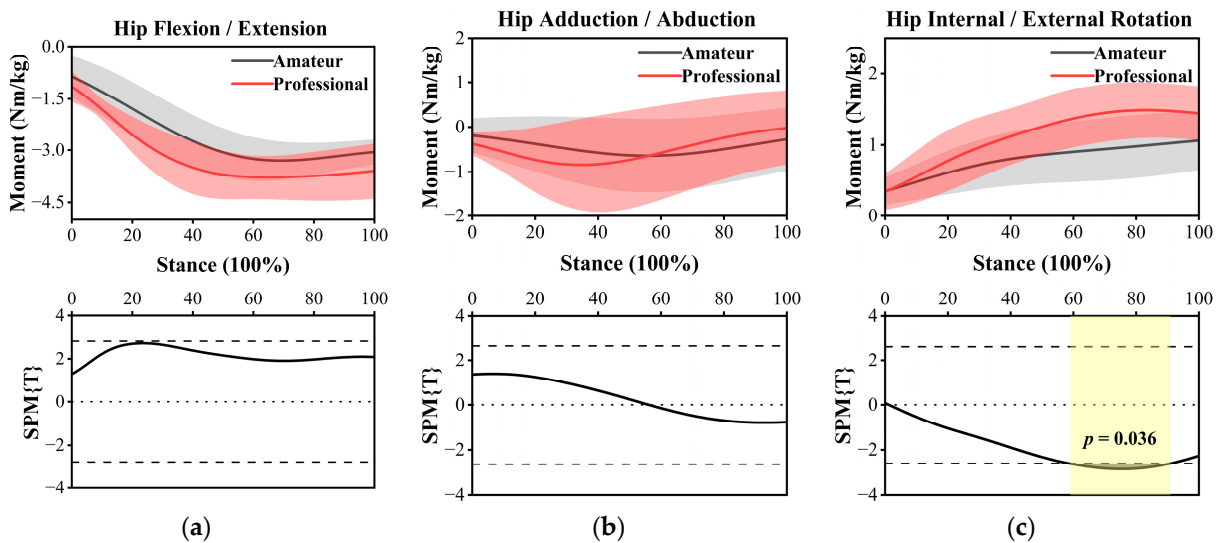 Hip Flexion / Extension
0.0
−1.5
−3.0
−4.5
Moment (Nm/kg)
Amateur
Professional
0 20 40 60 80 100
Stance (100%)
0 20 40 60 80 100
4
2
0
−2
−4
SPM{T}
(a)
Hip Adduction / Abduction
2
1
0
−1
−2
Moment (Nm/kg)
Amateur
Professional
0 20 40 60 80 100
Stance (100%)
0 20 40 60 80 100
4
2
0
−2
−4
SPM{T}
(b)
Hip Internal / External Rotation
2
1
0
Moment (Nm/kg)
Amateur
Professional
0 20 40 60 80 100
Stance (100%)
0 20 40 60 80 100
4
2
0
−2
−4
SPM{T}
p = 0.036
(c)